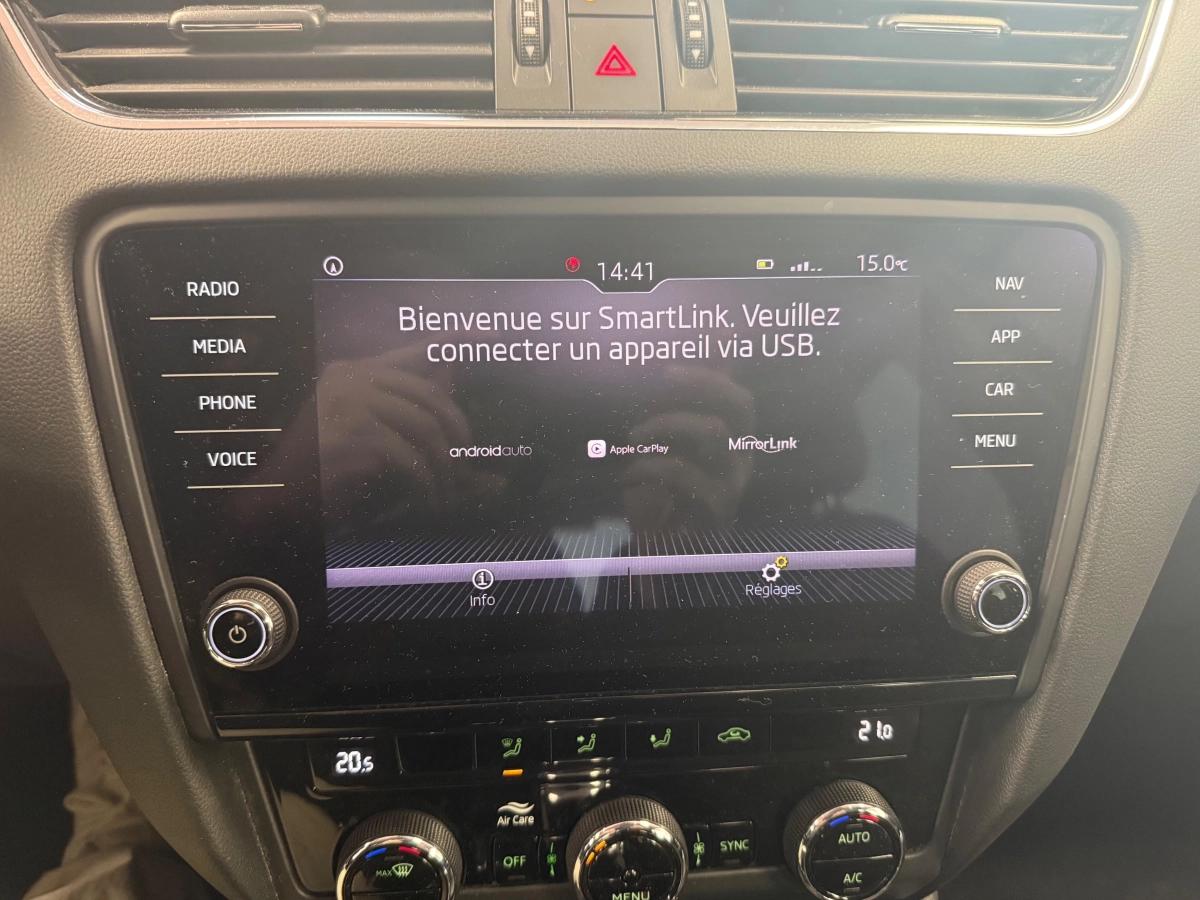 14:41
15.0°C
RADIO
MEDIA
PHONE
VOICE
Bienvenue sur SmartLink. Veuillez
connecter un appareil via USB.
androidauto
Apple CarPlay
MirrorLink
Info
Réglages
NAV
APP
CAR
MENU
20.5
21.0
Air Care
MAX
OFF
MENU
SYNC
AUTO
A/C